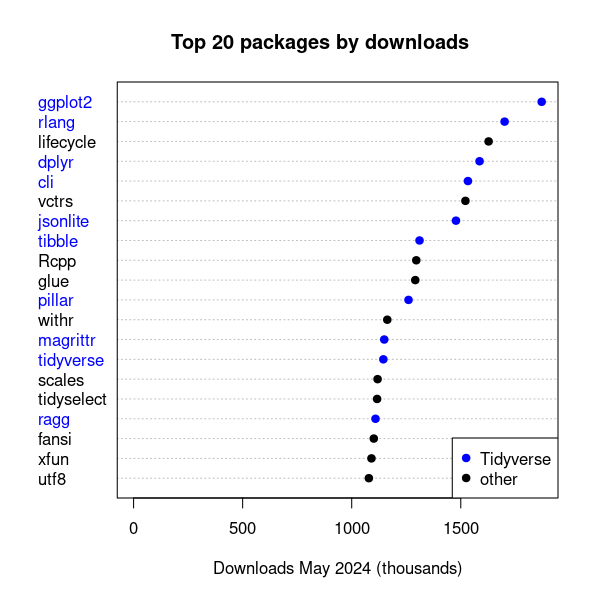 Top 20 packages by downloads
ggplot2
rlang
lifecycle
dplyr
cli
vctrs
jsonlite
tibble
Rcpp
glue
pillar
withr
magrittr
tidyverse
scales
tidyselect
ragg
fansi
xfun
utf8
Tidyverse
other
0 500 1000 1500
Downloads May 2024 (thousands)